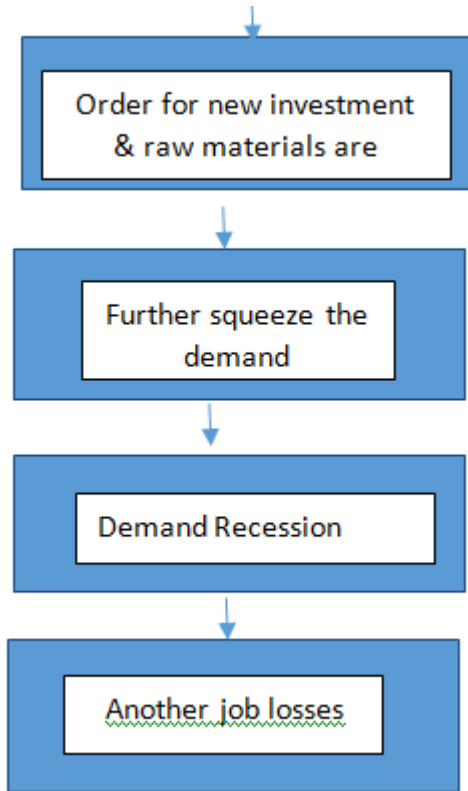 Order for new investment
& raw materials are
Further squeeze the
demand
Demand Recession
Another job losses